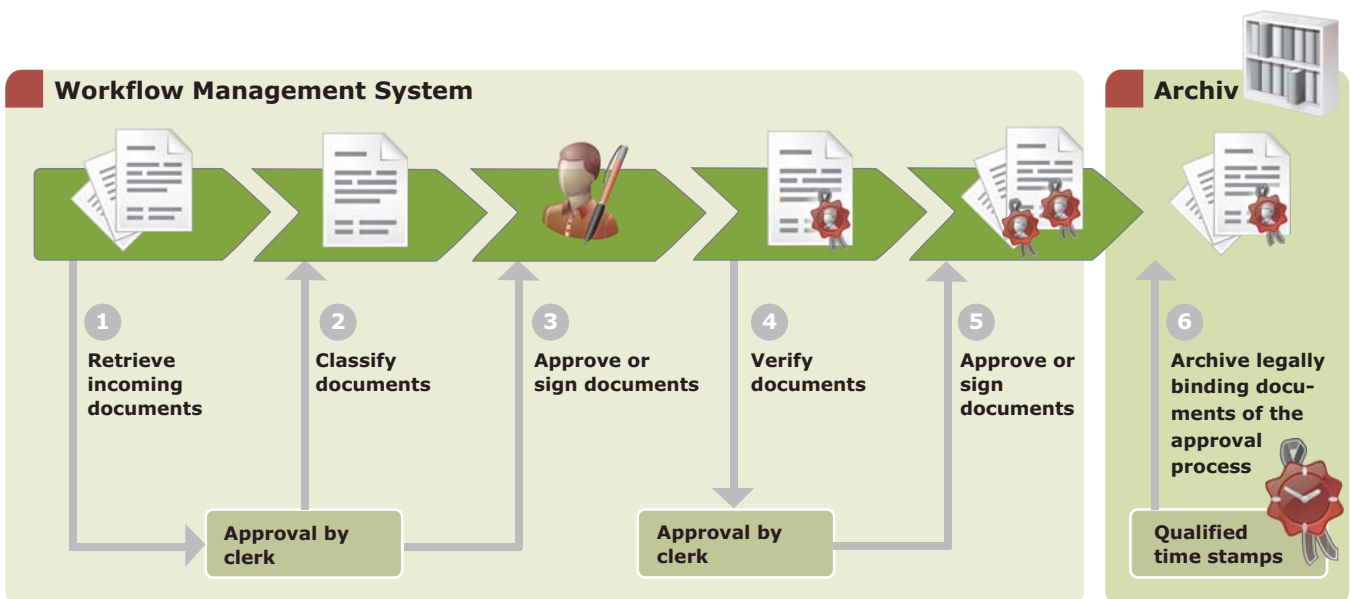 Workflow Management System
Archiv
1
Retrieve
incoming
documents
2
Classify
documents
3
Approve or
sign documents
4
Verify
documents
5
Approve or
sign
documents
6
Archive legally
binding docu-
ments of the
approval
process
Approval by
clerk
Approval by
clerk
Qualified
time stamps